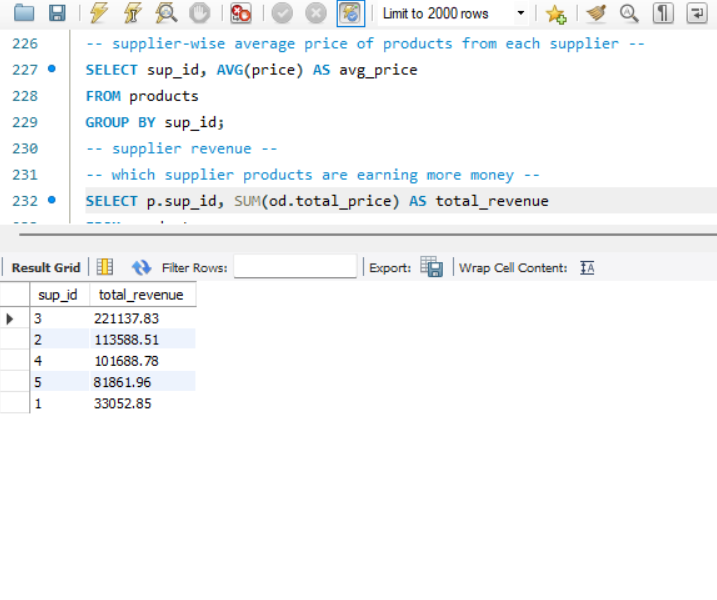 Limit to 2000 rows
226 -- supplier-wise average price of products from each supplier --
227 SELECT sup_id, AVG(price) AS avg_price
228 FROM products
229 GROUP BY sup_id;
230 -- supplier revenue --
231 -- which supplier products are earning more money --
232 SELECT p.sup_id, SUM(od.total_price) AS total_revenue
Result Grid Filter Rows: Export: Wrap Cell Content:
sup_id total_revenue
3 221137.83
2 113588.51
4 101688.78
5 81861.96
1 33052.85